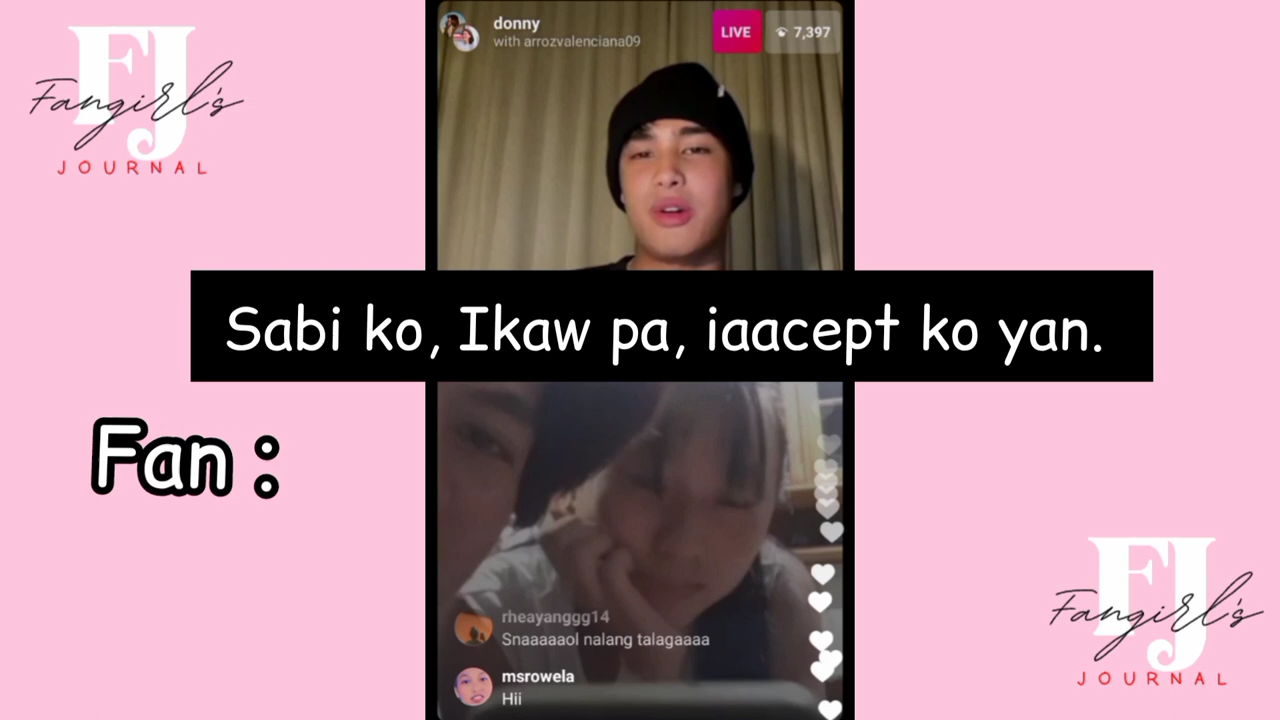 FJ
Fangirl's
JOURNAL
donny
with arrozvalenciana09
LIVE
7,397
Sabi ko, Ikaw pa, iaacept ko yan.
Fan :
rheayanggg14
Snaaaaaol nalang talagaaaa
msrowela
Hii
FJ
Fangirl's
JOURNAL